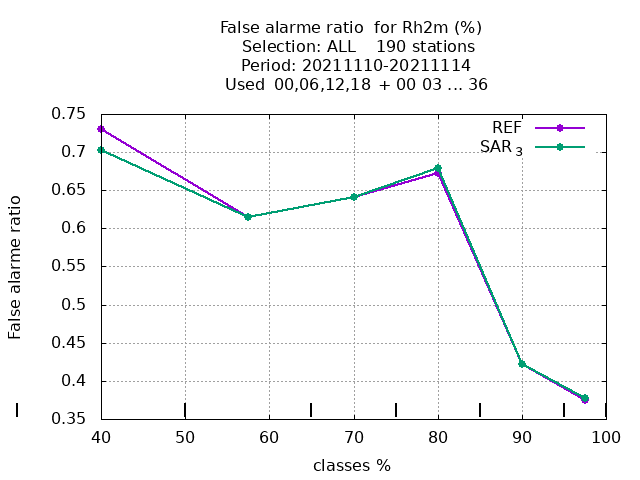 False alarme ratio for Rh2m (%)
Selection: ALL 190 stations
Period: 20211110-20211114
Used 00,06,12,18 + 00 03 ... 36
REF
SAR 3
False alarme ratio
0.75
0.7
0.65
0.6
0.55
0.5
0.45
0.4
0.35
40 50 60 70 80 90 100
classes %